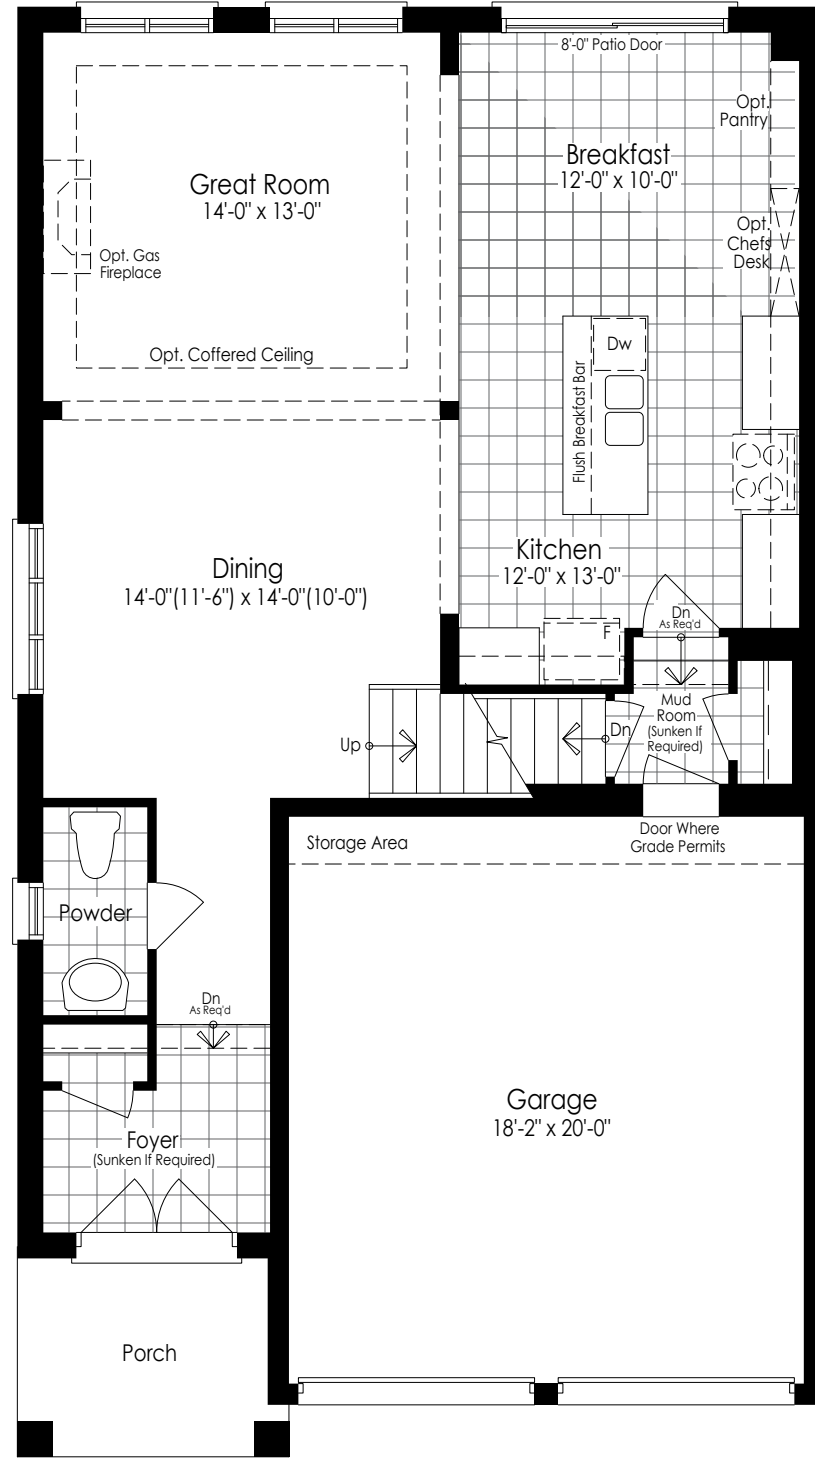 8'-0" Patio Door
Opt.
Pantry
Breakfast
12'-0" x 10'-0"
Great Room
14'-0" x 13'-0"
Opt.
Chefs
Desk
Opt. Gas
Fireplace
Dw
Opt. Coffered Ceiling
Flush Breakfast Bar
Kitchen
12'-0" x 13'-0"
Dining
14'-0"(11'-6") x 14'-0"(10'-0")
Dn
As Req'd
F
Mud
Room
(Sunken If
Required)
Up
Dn
Door Where
Grade Permits
Storage Area
Powder
Dn
As Req'd
Garage
18'-2" x 20'-0"
Foyer
(Sunken If Required)
Porch